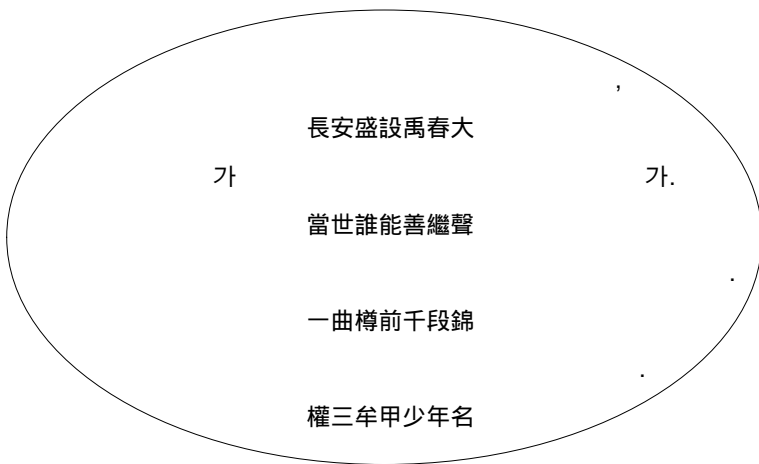 ,
長安盛設禹春大
가 가.
當世誰能善繼聲
.
一曲樽前千段錦
.
權三牟甲少年名